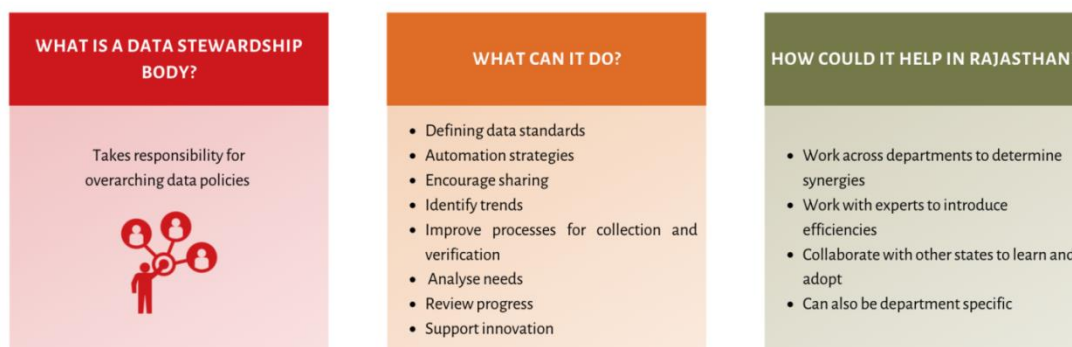 WHAT IS A DATA STEWARDSHIP
BODY?
Takes responsibility for
overarching data policies
WHAT CAN IT DO?
• Defining data standards
• Automation strategies
• Encourage sharing
• Identify trends
• Improve processes for collection and
verification
• Analyse needs
• Review progress
• Support innovation
HOW COULD IT HELP IN RAJASTHAN
• Work across departments to determine
synergies
• Work with experts to introduce
efficiencies
• Collaborate with other states to learn and
adopt
• Can also be department specific